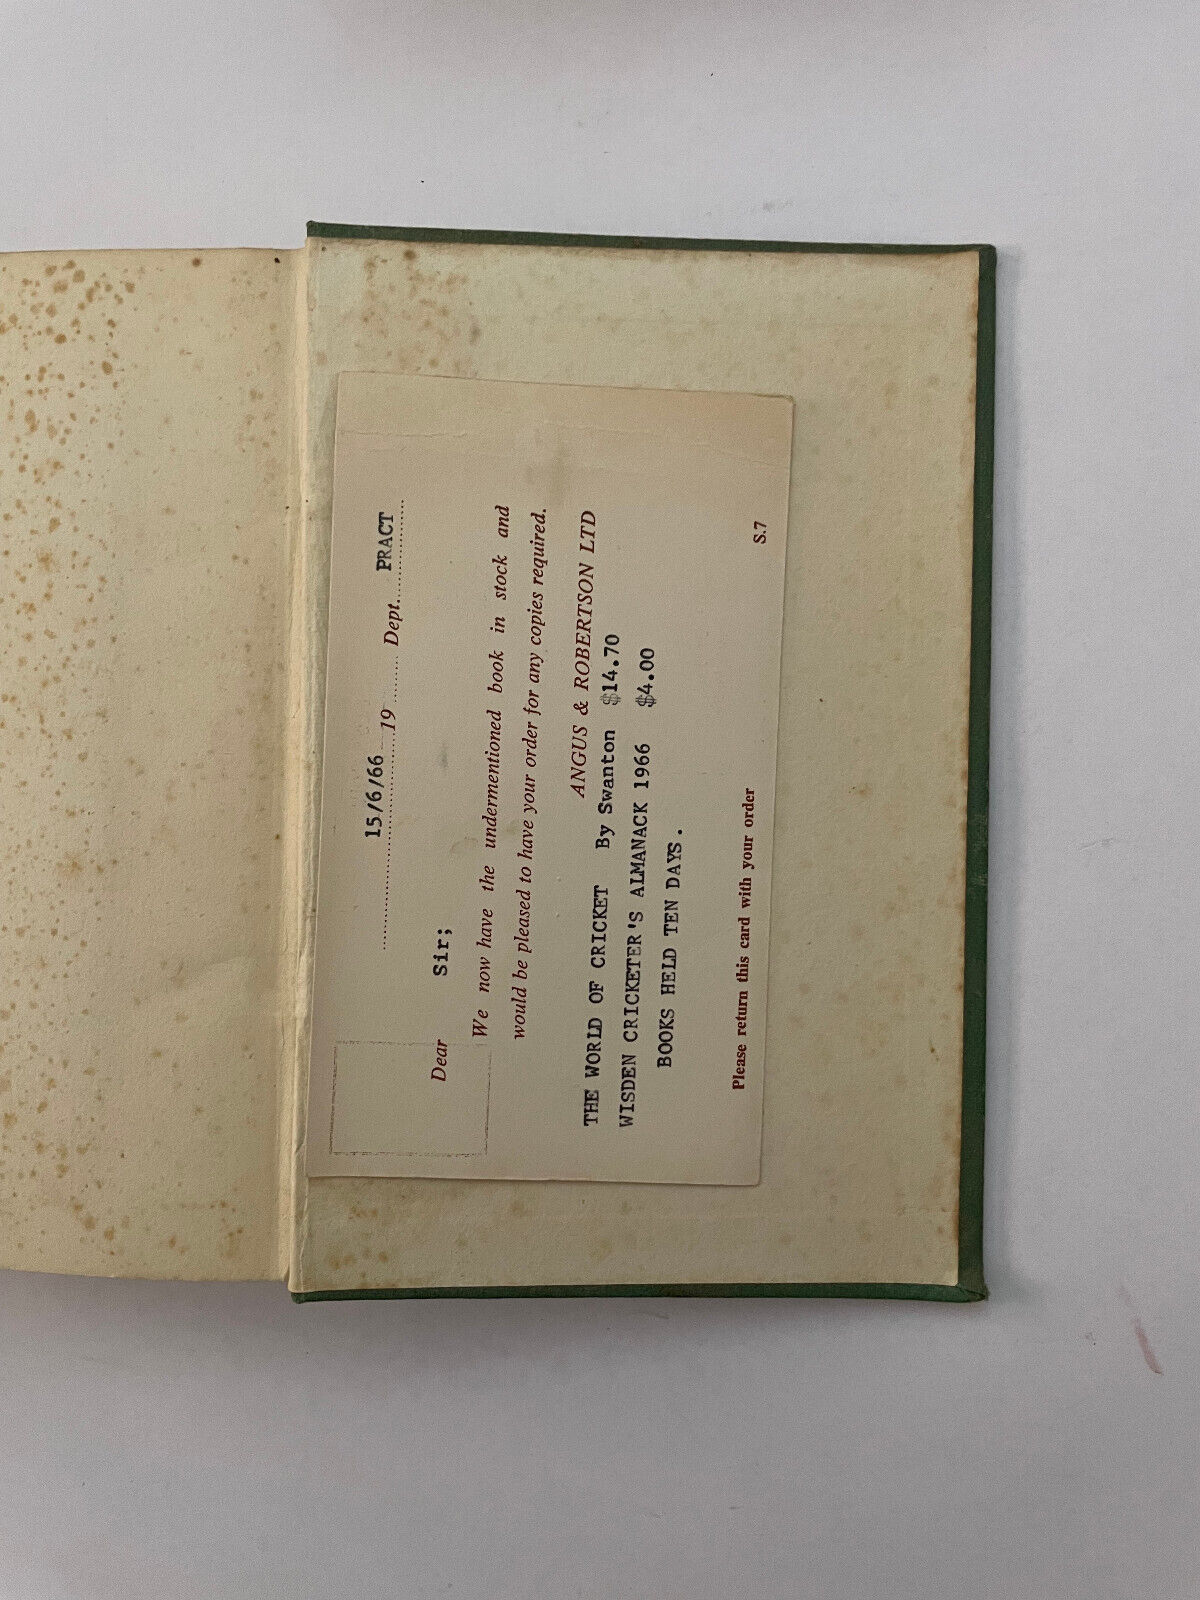 15/6/66 19 Dept. PRACT
Dear Sir;
We now have the undermentioned book in stock and
would be pleased to have your order for any copies required.
ANGUS & ROBERTSON LTD
THE WORLD OF CRICKET By Swanton $14.70
WISDEN CRICKETER'S ALMANACK 1966 $4.00
BOOKS HELD TEN DAYS.
Please return this card with your order S.7